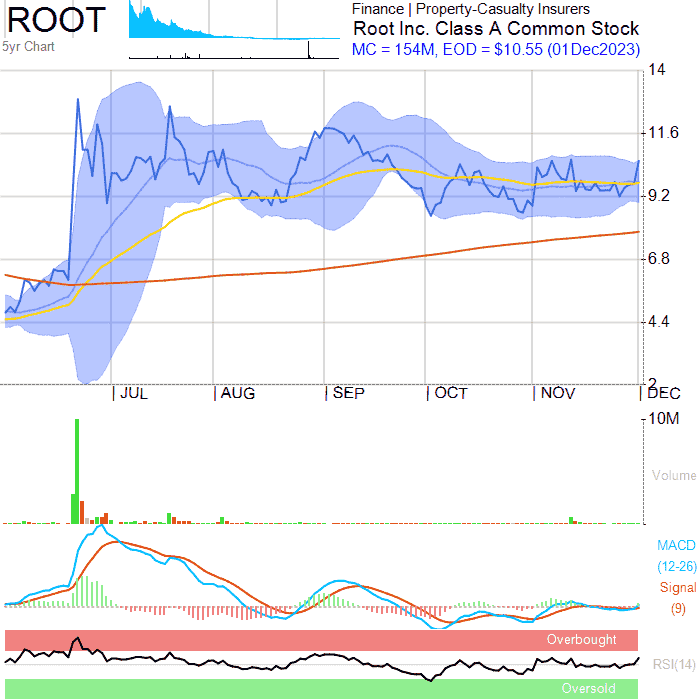 ROOT
5yr Chart
Finance | Property-Casualty Insurers
Root Inc. Class A Common Stock
MC = 154M, EOD = $10.55 (01Dec2023)
14
11.6
9.2
6.8
4.4
2
JUL AUG SEP OCT NOV DEC
10M
Volume
MACD
(12-26)
Signal
(9)
Overbought
RSI(14)
Oversold